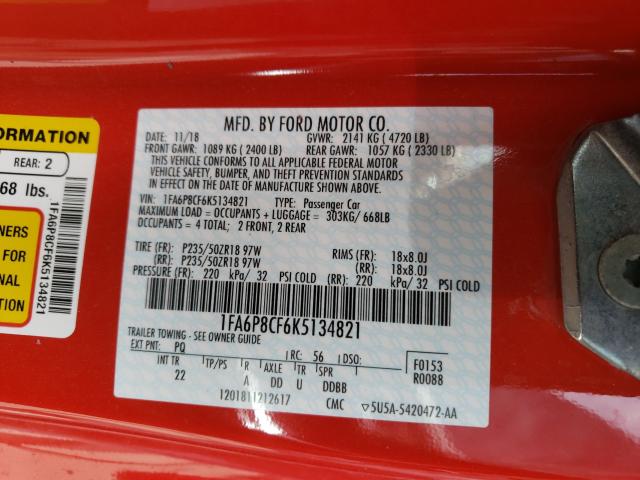 ORMATION
REAR: 2
68 lbs.
1FA6P8CF6K5134821
ERS
FOR
ONAL
TION
MFD. BY FORD MOTOR CO.
DATE: 11/18 GVWR: 2141 KG ( 4720 LB)
FRONT GAWR: 1089 KG ( 2400 LB) REAR GAWR: 1057 KG ( 2330 LB)
THIS VEHICLE CONFORMS TO ALL APPLICABLE FEDERAL MOTOR
VEHICLE SAFETY, BUMPER, AND THEFT PREVENTION STANDARDS
IN EFFECT ON THE DATE OF MANUFACTURE SHOWN ABOVE.
VIN: 1FA6P8CF6K5134821 TYPE: Passenger Car
MAXIMUM LOAD = OCCUPANTS + LUGGAGE = 303KG/ 668LB
OCCUPANTS = 4 TOTAL; 2 FRONT, 2 REAR
TIRE (FR): P235/50ZR18 97W RIMS (FR): 18x8.0J
(RR): P235/50ZR18 97W (RR): 18x8.0J
PRESSURE (FR): 220 kPa/ 32 PSI COLD (RR): 220 kPa/ 32 PSI COLD
1FA6P8CF6K5134821
TRAILER TOWING - SEE OWNER GUIDE
EXT PNT: PQ RC: 56 DSO: F0153
INT TR TP/PS R AXLE TR SPR R0088
22 A DD U DDBB
1201811212617 CMC 5U5A-5420472-AA